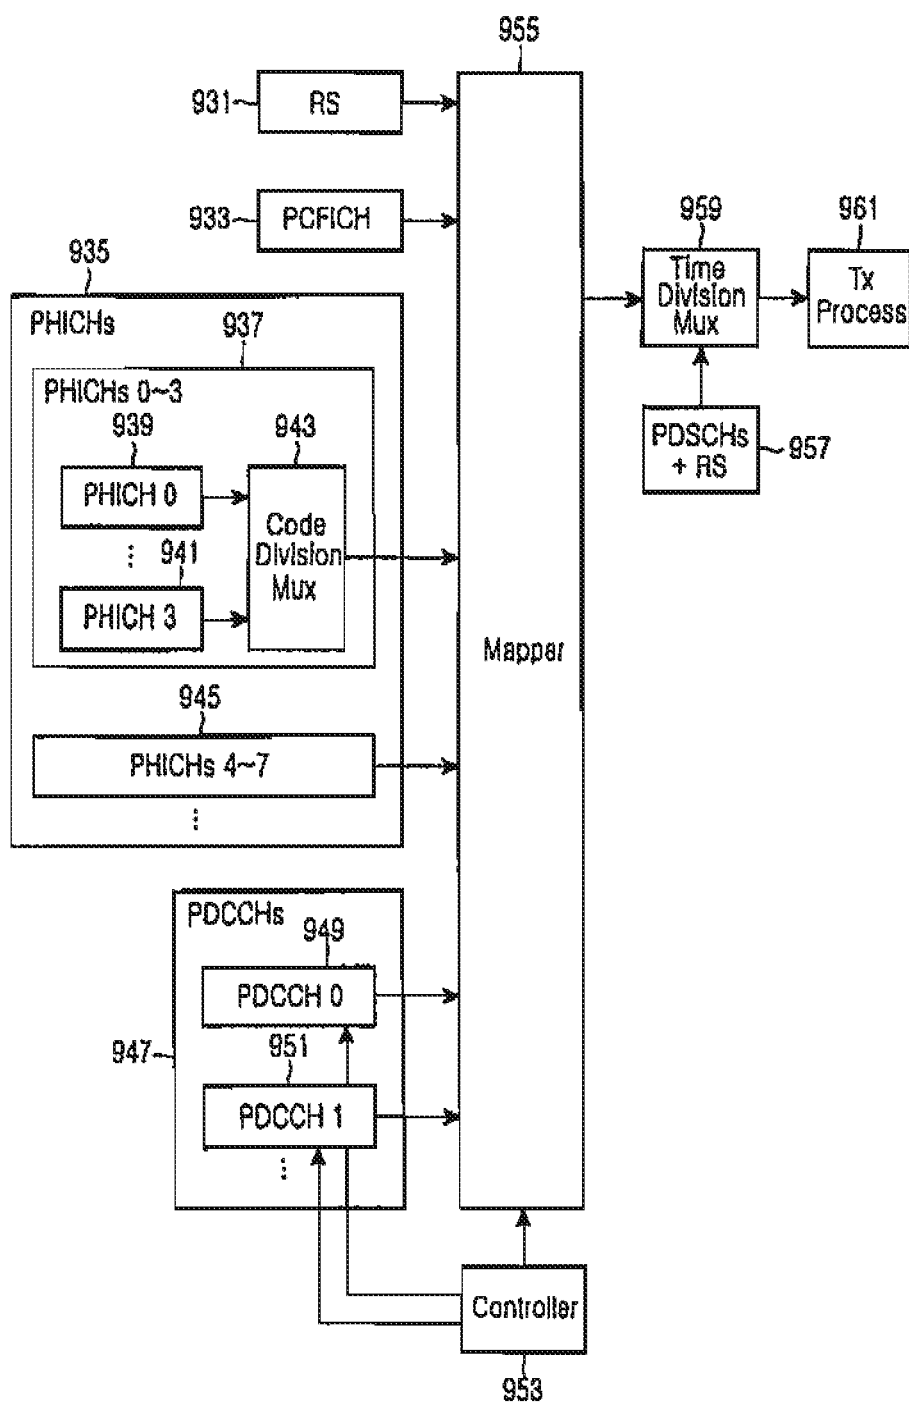 955
931
RS
933
PCFICH
959
961
Time
Division
Mux
Tx
Process
935
PHICHs
937
PHICHs 0~3
939
943
PHICH 0
Code
Division
Mux
⋮
941
PHICH 3
PDSCHs
+ RS
957
Mapper
945
PHICHs 4~7
⋮
PDCCHs
949
PDCCH 0
947
951
PDCCH 1
⋮
Controller
953